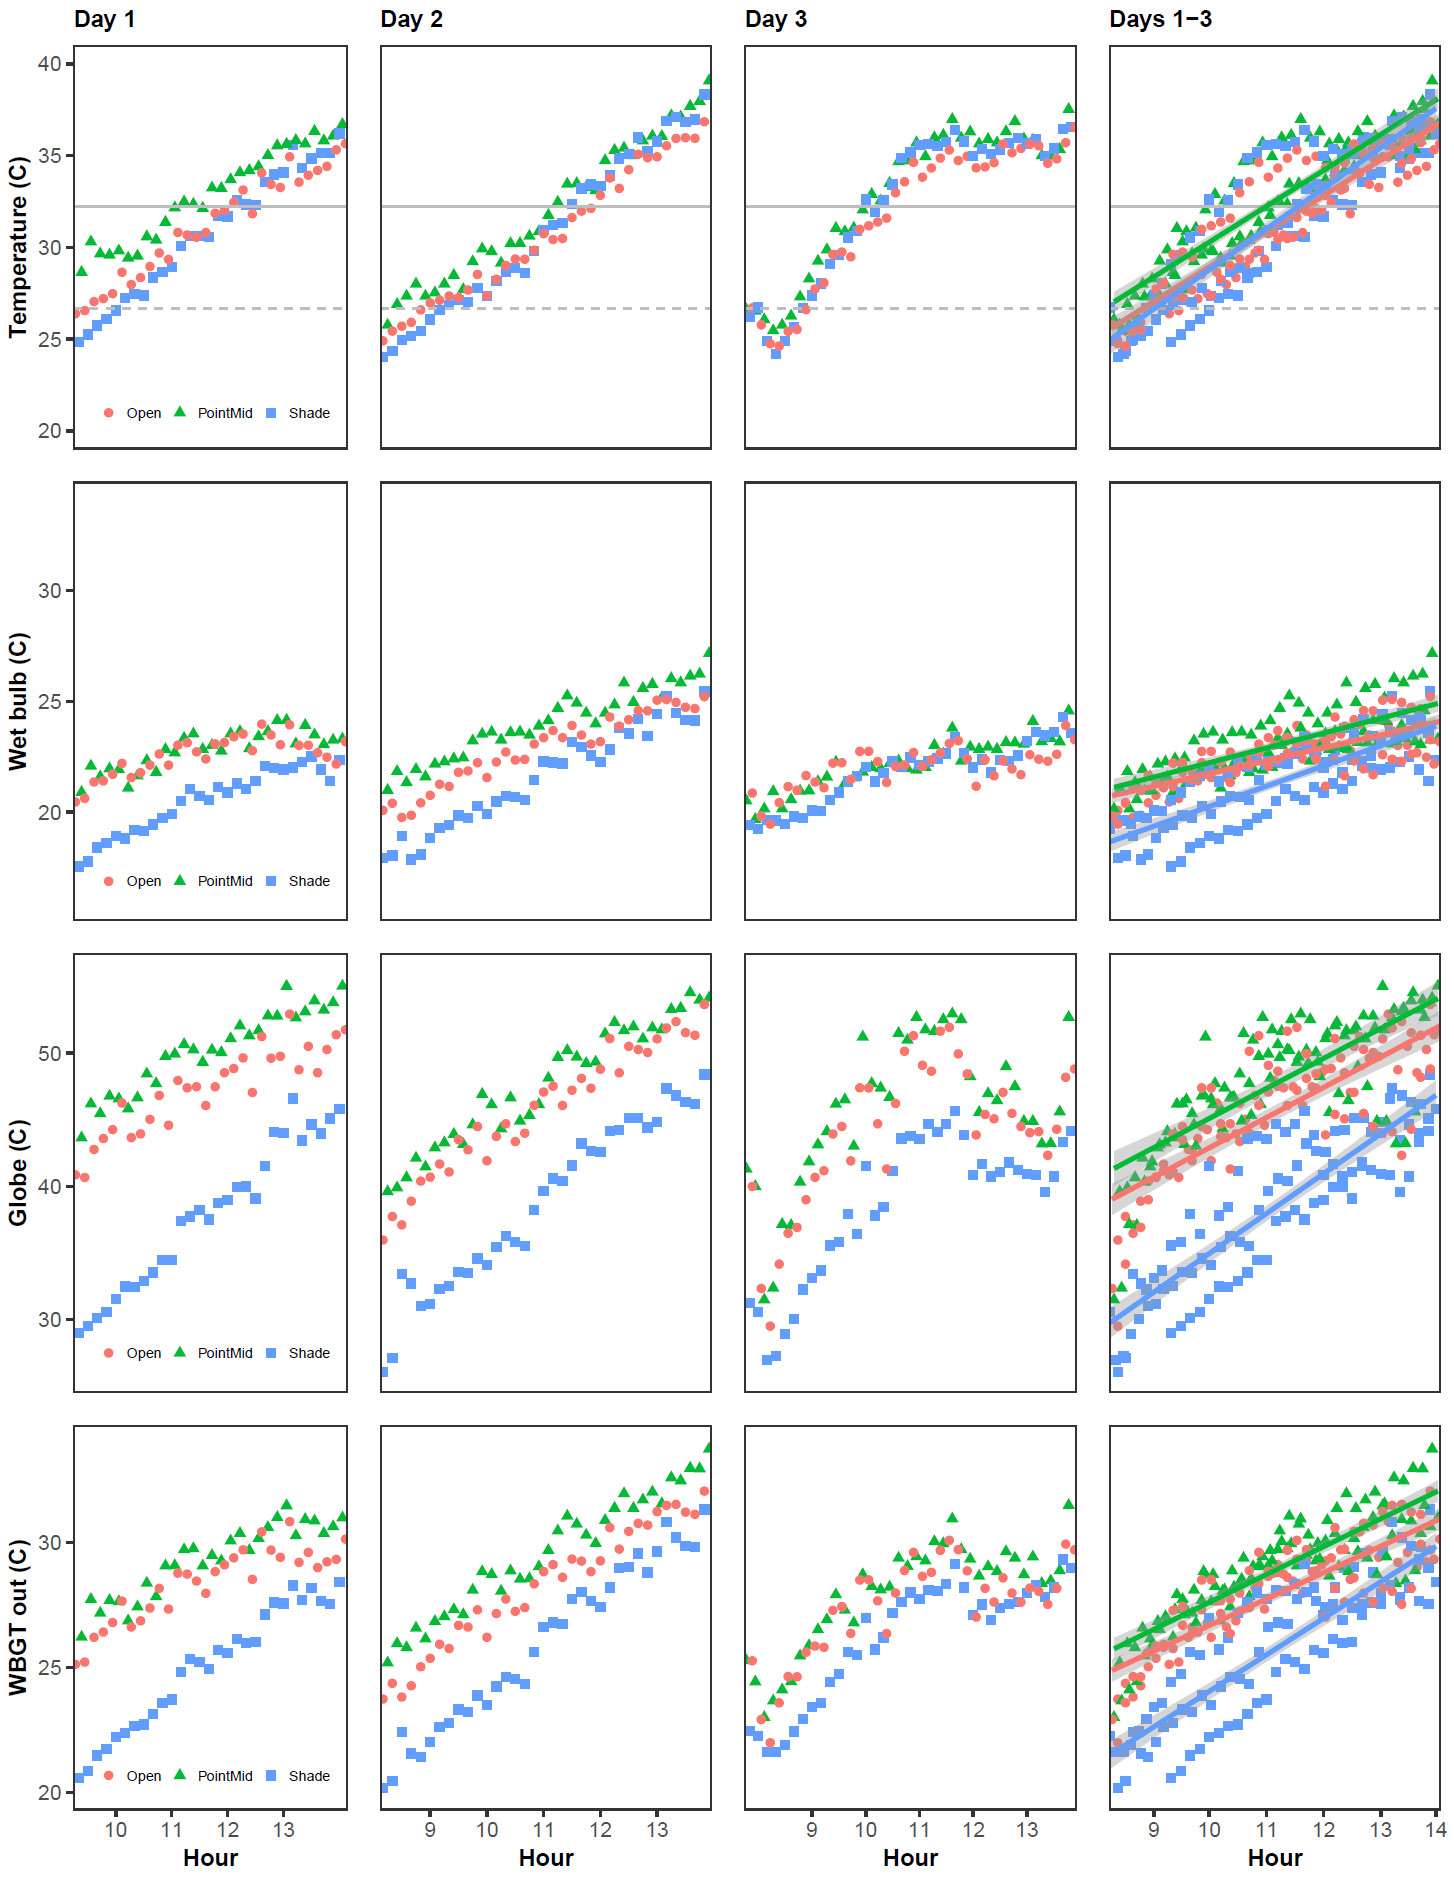 Day 1
Day 2
Day 3
Days 1−3
Temperature (C)
40
35
30
25
20
Open PointMid Shade
Wet bulb (C)
30
25
20
Open PointMid Shade
Globe (C)
50
40
30
Open PointMid Shade
WBGT out (C)
30
25
20
Open PointMid Shade
10 11 12 13
9 10 11 12 13
9 10 11 12 13
9 10 11 12 13 14
Hour
Hour
Hour
Hour